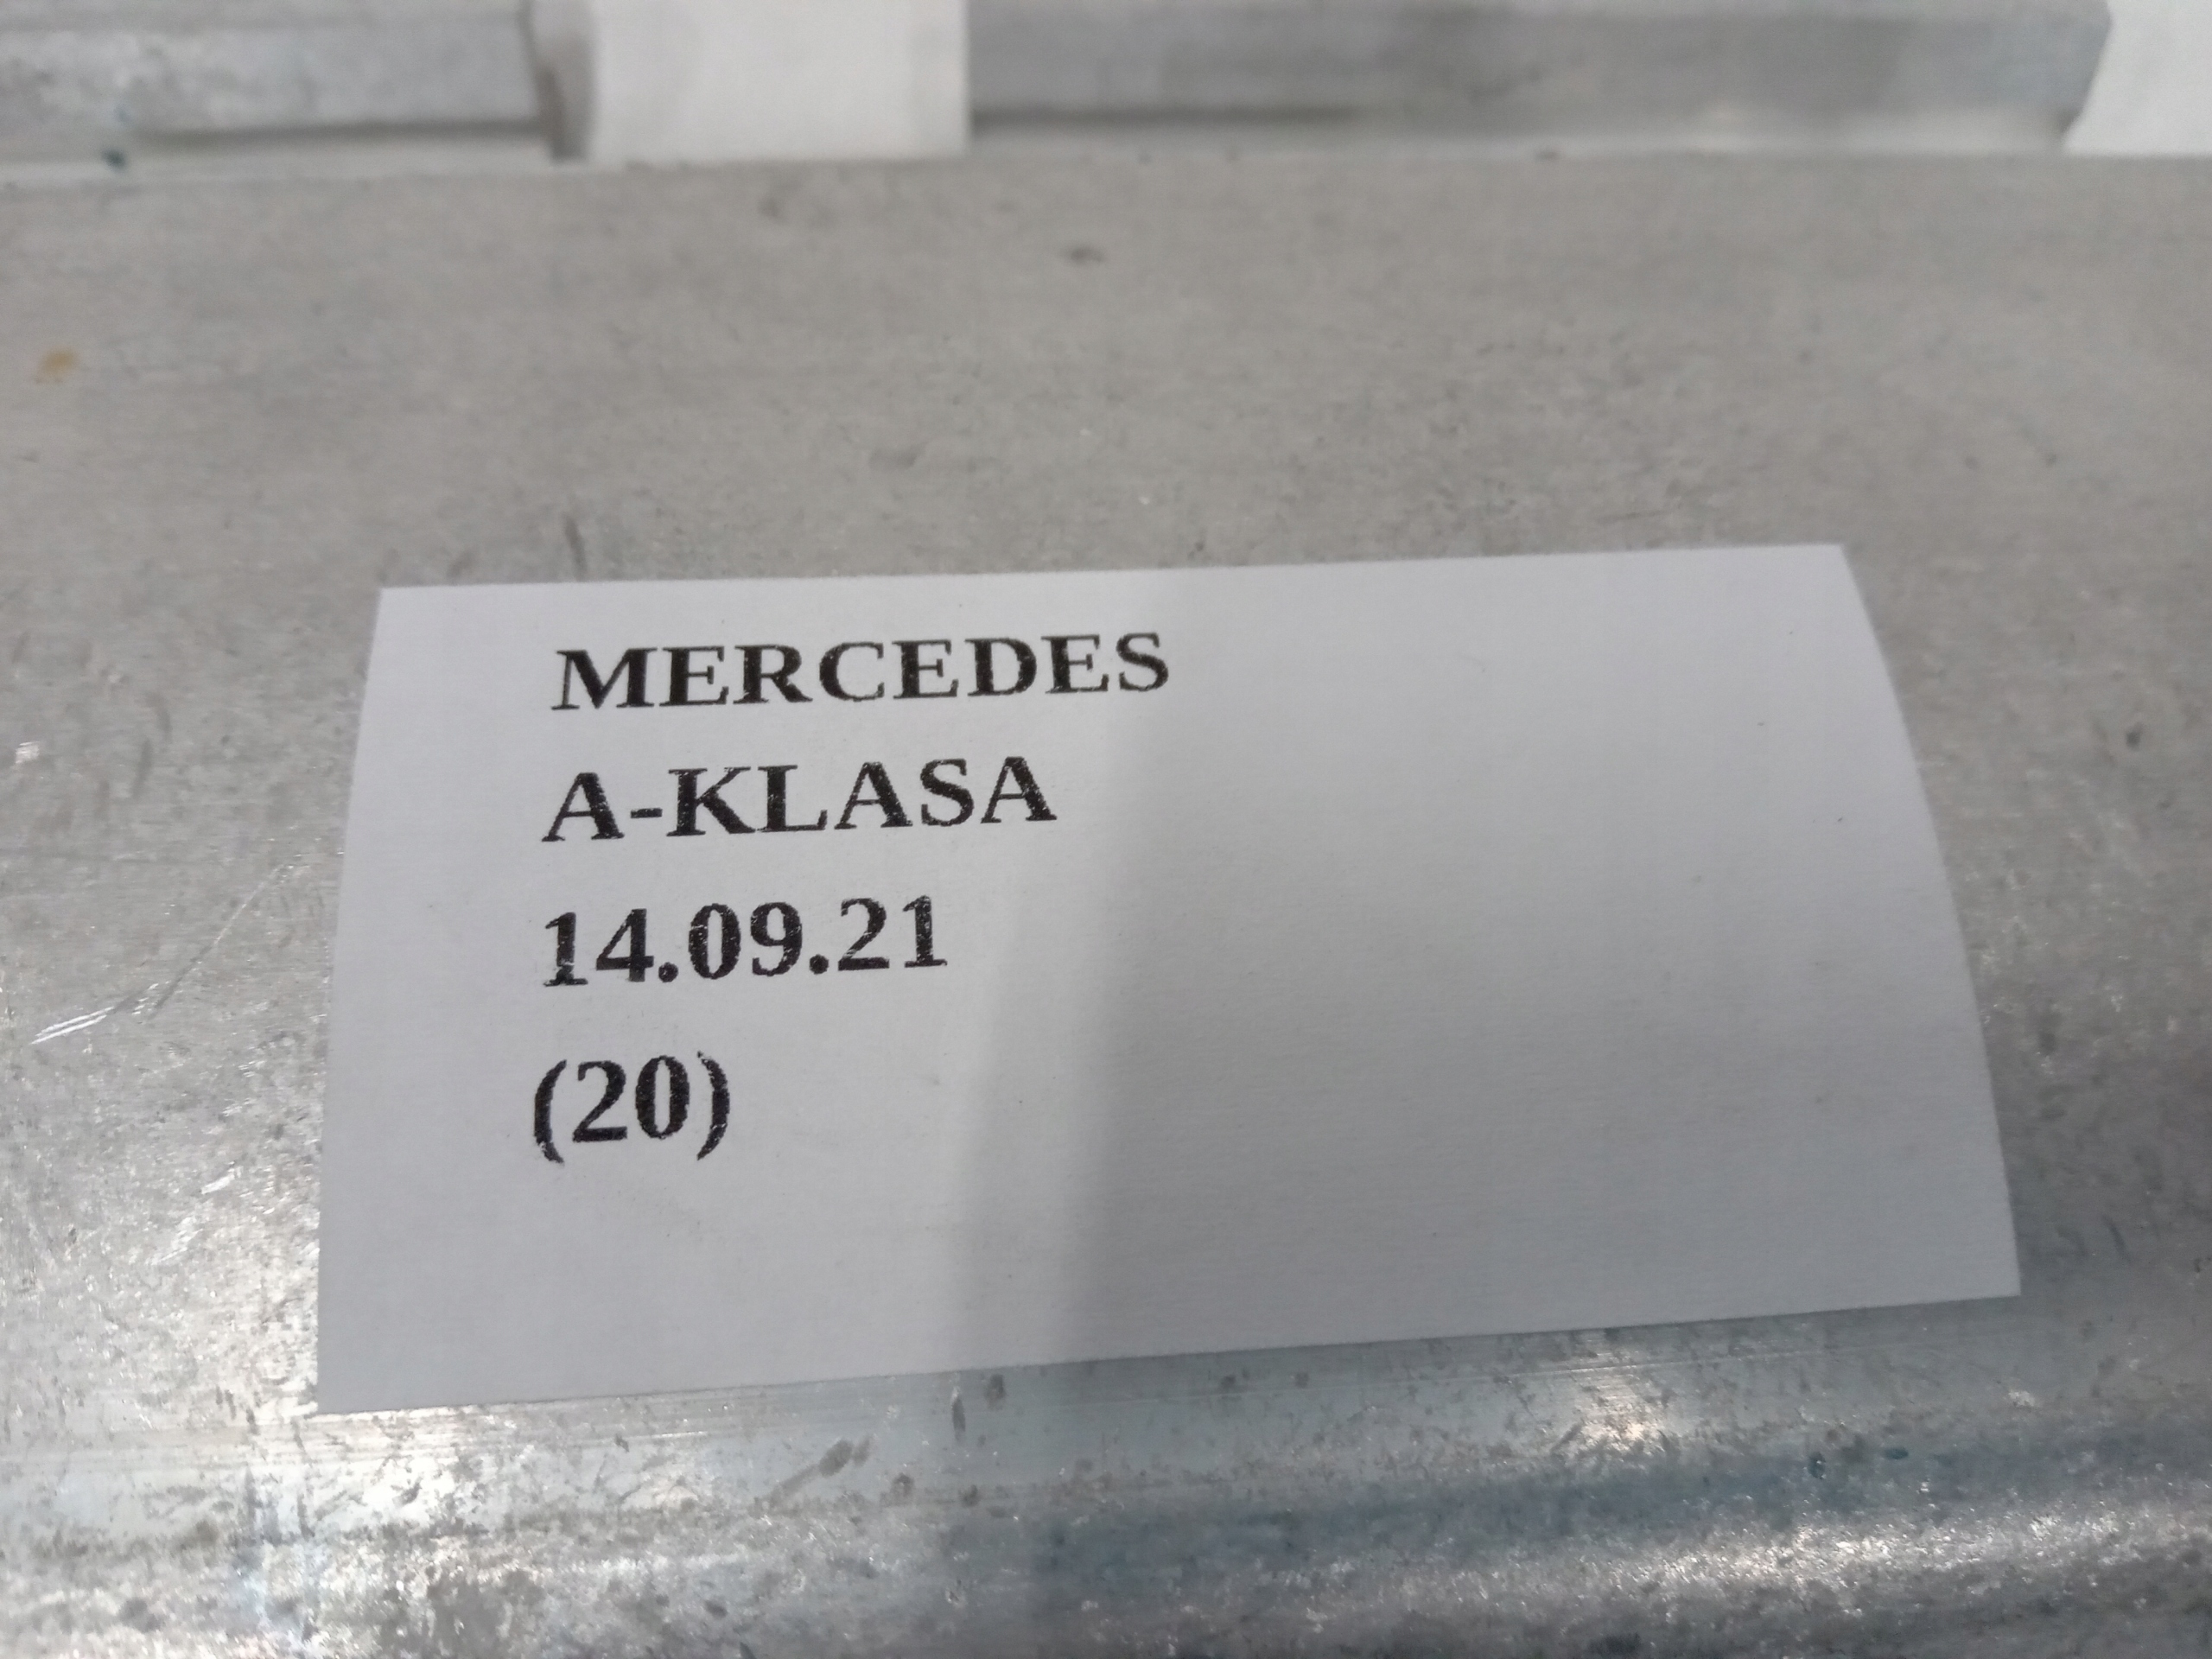 MERCEDES
A-KLASA
14.09.21
(20)